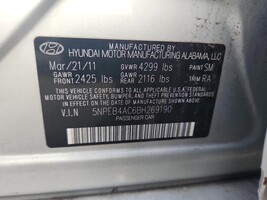 HYUNDAI
HYUNDAI MOTOR MANUFACTURING ALABAMA, LLC
Mar/21/11 GVWR 4299 lbs PAINT SM
GAWR FRONT 2425 lbs GAWR REAR 2116 lbs TRIM RA
THIS VEHICLE CONFORMS TO ALL APPLICABLE U.S. FEDERAL
MOTOR VEHICLE SAFETY, BUMPER, AND THEFT PREVENTION
STANDARDS IN EFFECT ON THE DATE OF MANUFACTURE
SHOWN ABOVE.
V.I.N 5NPEB4AC6BH269190
PASSENGER CAR